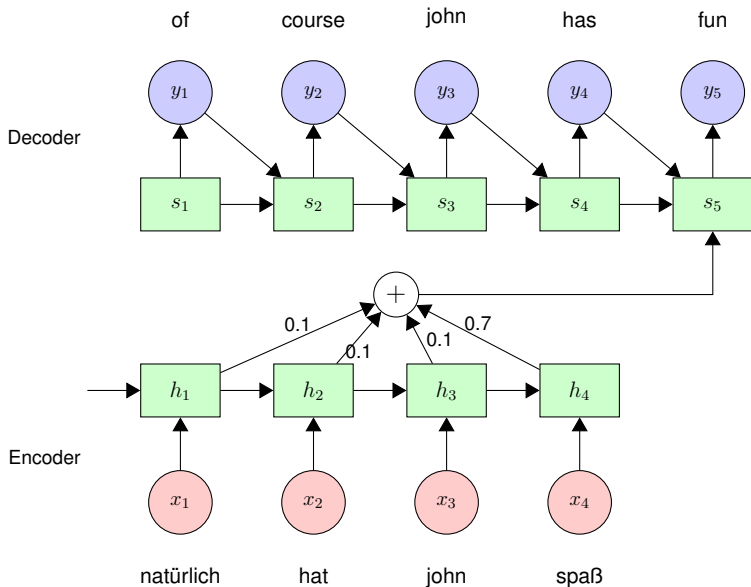 of course john has fun
y₁ y₂ y₃ y₄ y₅
Decoder
s₁ s₂ s₃ s₄ s₅
+
0.1 0.1 0.1 0.7
h₁ h₂ h₃ h₄
Encoder
x₁ x₂ x₃ x₄
natürlich hat john spaß